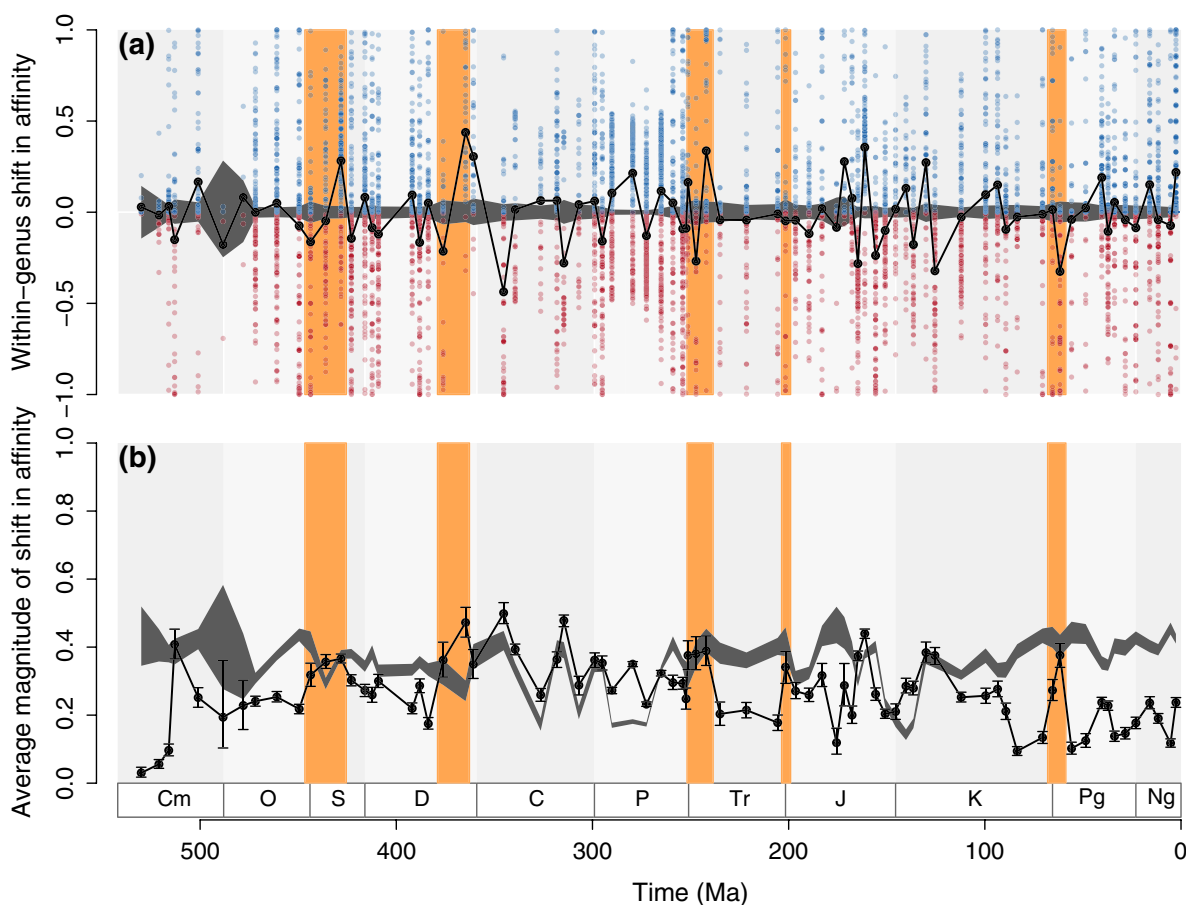 (a)
Within-genus shift in affinity
1.0
0.5
0.0
−0.5
−1.0
(b)
Average magnitude of shift in affinity
1.0
0.8
0.6
0.4
0.2
0.0
Cm O S D C P Tr J K Pg Ng
500 400 300 200 100 0
Time (Ma)